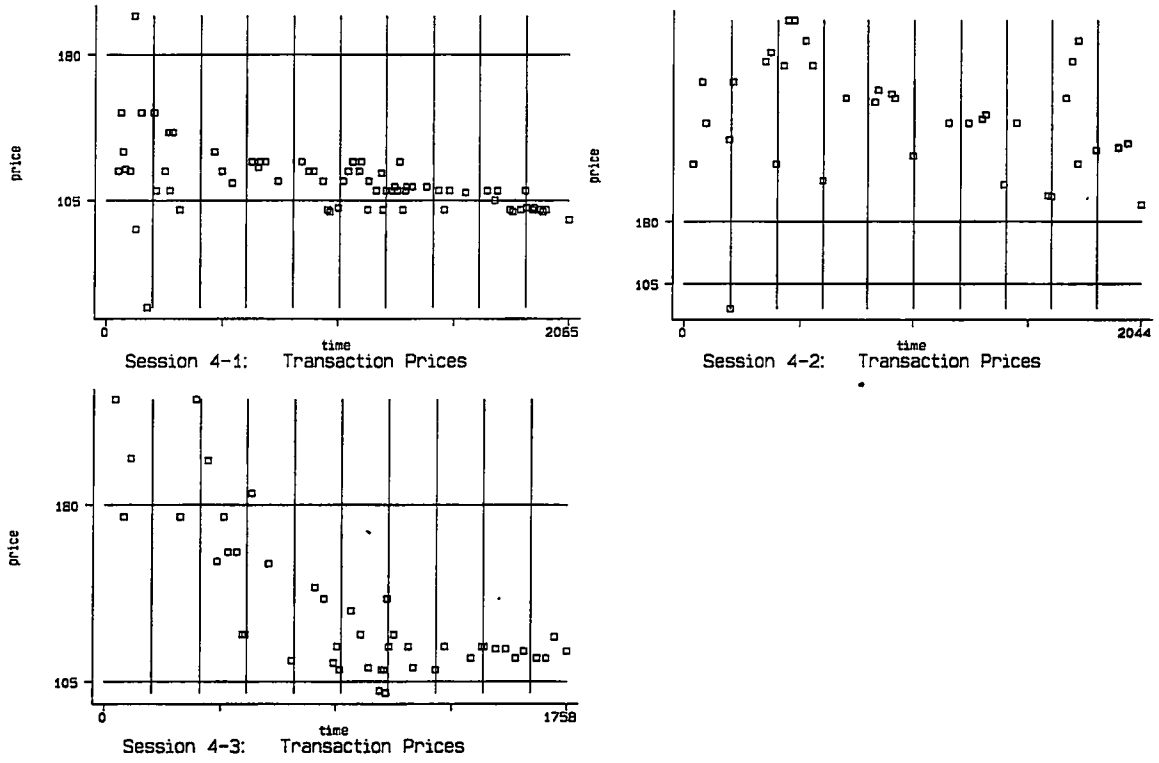 180
price
105
0
2065
time
Session 4-1: Transaction Prices
price
180
105
0
2044
time
Session 4-2: Transaction Prices
180
price
105
0
1758
time
Session 4-3: Transaction Prices